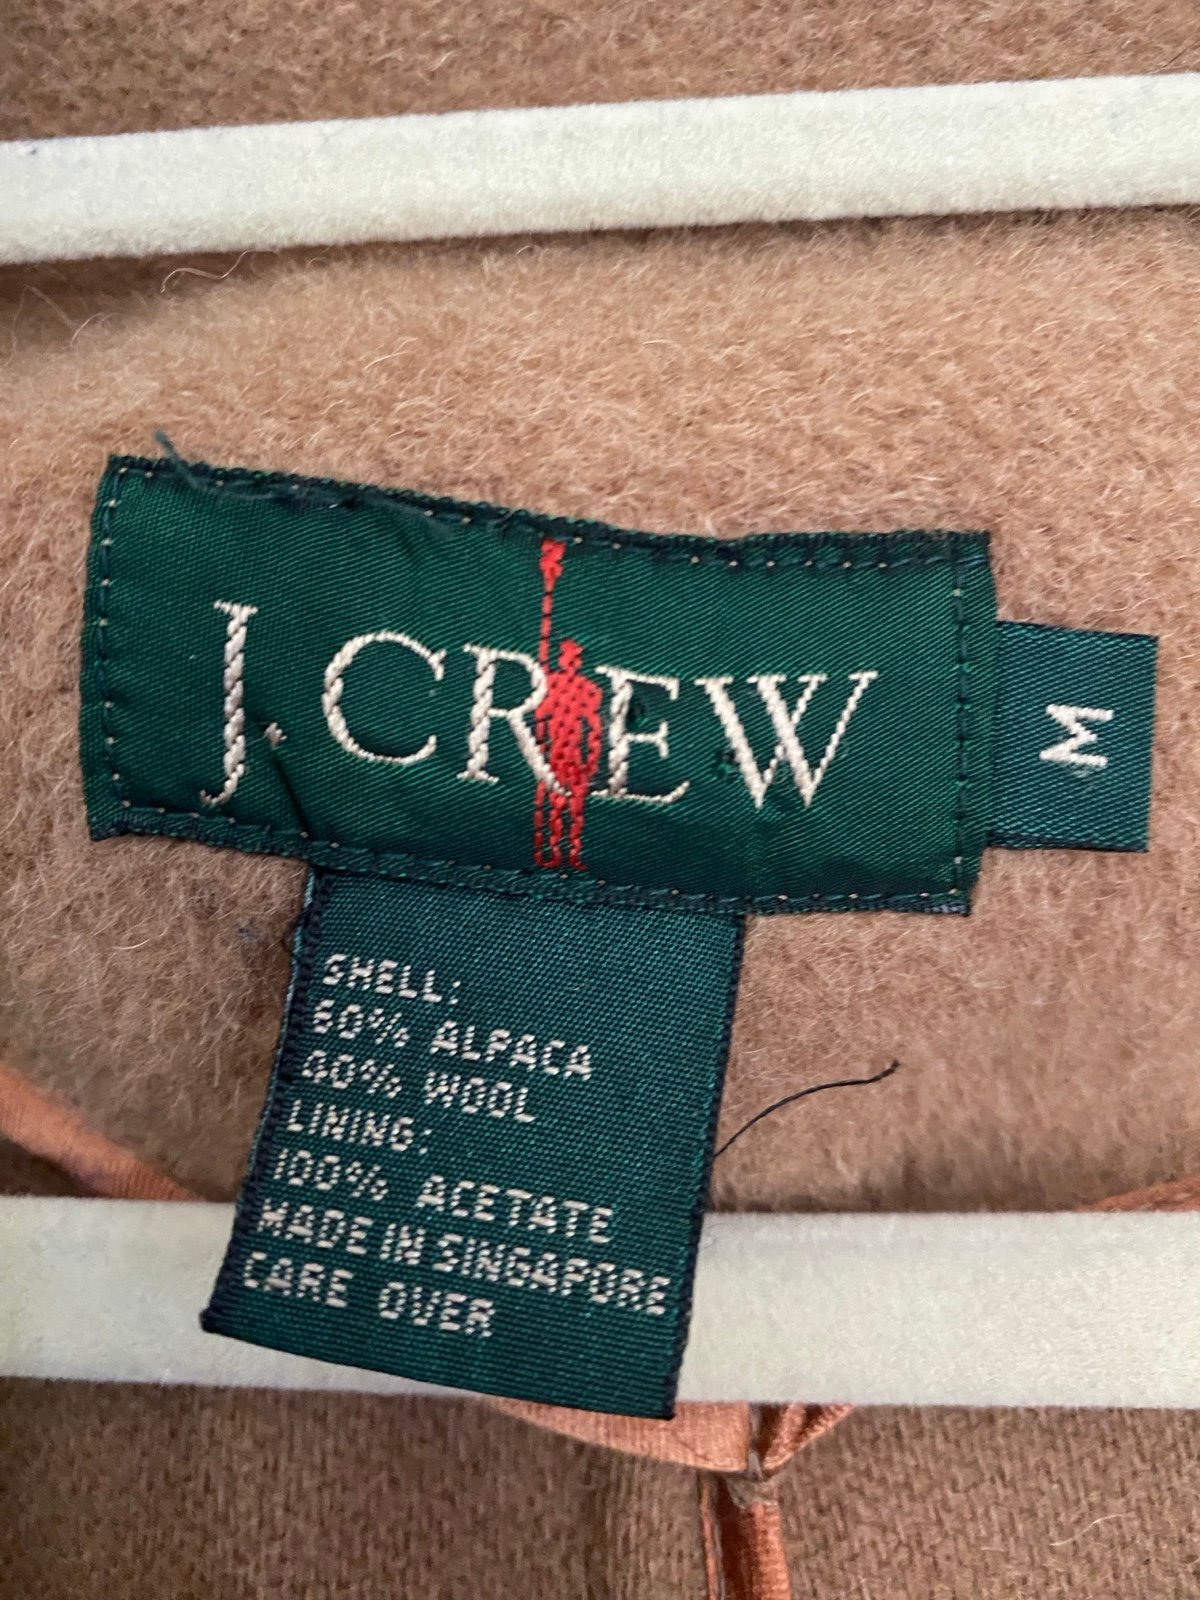 J. CREW
M
SHELL:
60% ALPACA
40% WOOL
LINING:
100% ACETATE
MADE IN SINGAPORE
CARE OVER